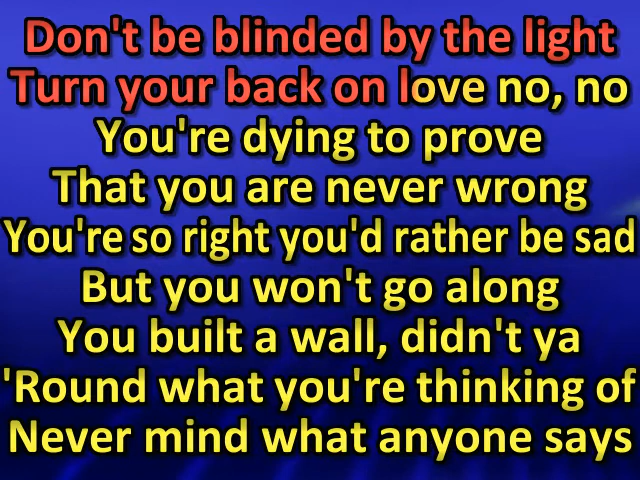 Don't be blinded by the light
Turn your back on love no, no
You're dying to prove
That you are never wrong
You're so right you'd rather be sad
But you won't go along
You built a wall, didn't ya
'Round what you're thinking of
Never mind what anyone says